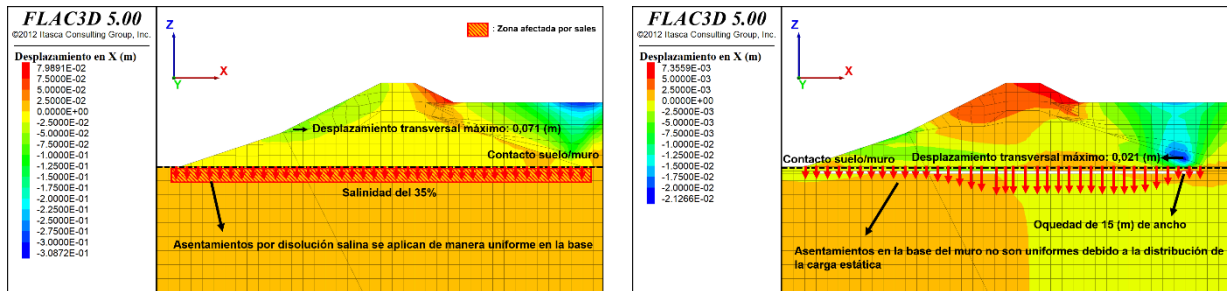 FLAC3D 5.00
©2012 Itasca Consulting Group, Inc.
Desplazamiento en X (m)
7.9891E-02
7.5000E-02
5.0000E-02
2.5000E-02
0.0000E+00
-2.5000E-02
-5.0000E-02
-7.5000E-02
-1.0000E-01
-1.2500E-01
-1.5000E-01
-1.7500E-01
-2.0000E-01
-2.2500E-01
-2.5000E-01
-2.7500E-01
-3.0000E-01
-3.0872E-01
Z
X
Y
: Zona afectada por sales
Desplazamiento transversal máximo: 0,071 (m)
Contacto suelo/muro
Salinidad del 35%
Asentamientos por disolución salina se aplican de manera uniforme en la base
FLAC3D 5.00
©2012 Itasca Consulting Group, Inc.
Desplazamiento en X (m)
7.3559E-03
5.0000E-03
2.5000E-03
0.0000E+00
-2.5000E-03
-5.0000E-03
-7.5000E-03
-1.0000E-02
-1.2500E-02
-1.5000E-02
-1.7500E-02
-2.0000E-02
-2.1266E-02
Z
X
Y
Contacto suelo/muro
Desplazamiento transversal máximo: 0,021 (m)
Oquedad de 15 (m) de ancho
Asentamientos en la base del muro no son uniformes debido a la distribución de
la carga estática